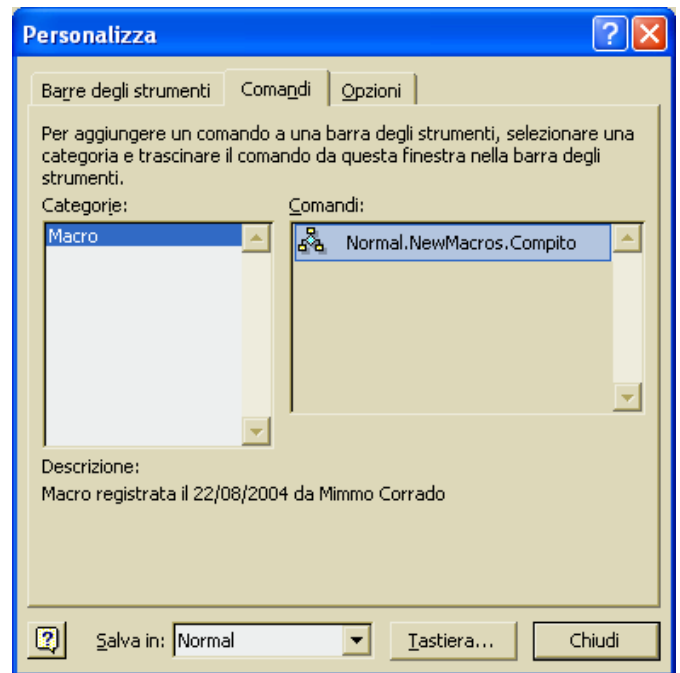 Personalizza
Barre degli strumenti Comandi Opzioni
Per aggiungere un comando a una barra degli strumenti, selezionare una
categoria e trascinare il comando da questa finestra nella barra degli
strumenti.
Categorie: Comandi:
Macro Normal.NewMacros.Compito
Descrizione:
Macro registrata il 22/08/2004 da Mimmo Corrado
Salva in: Normal Tastiera... Chiudi